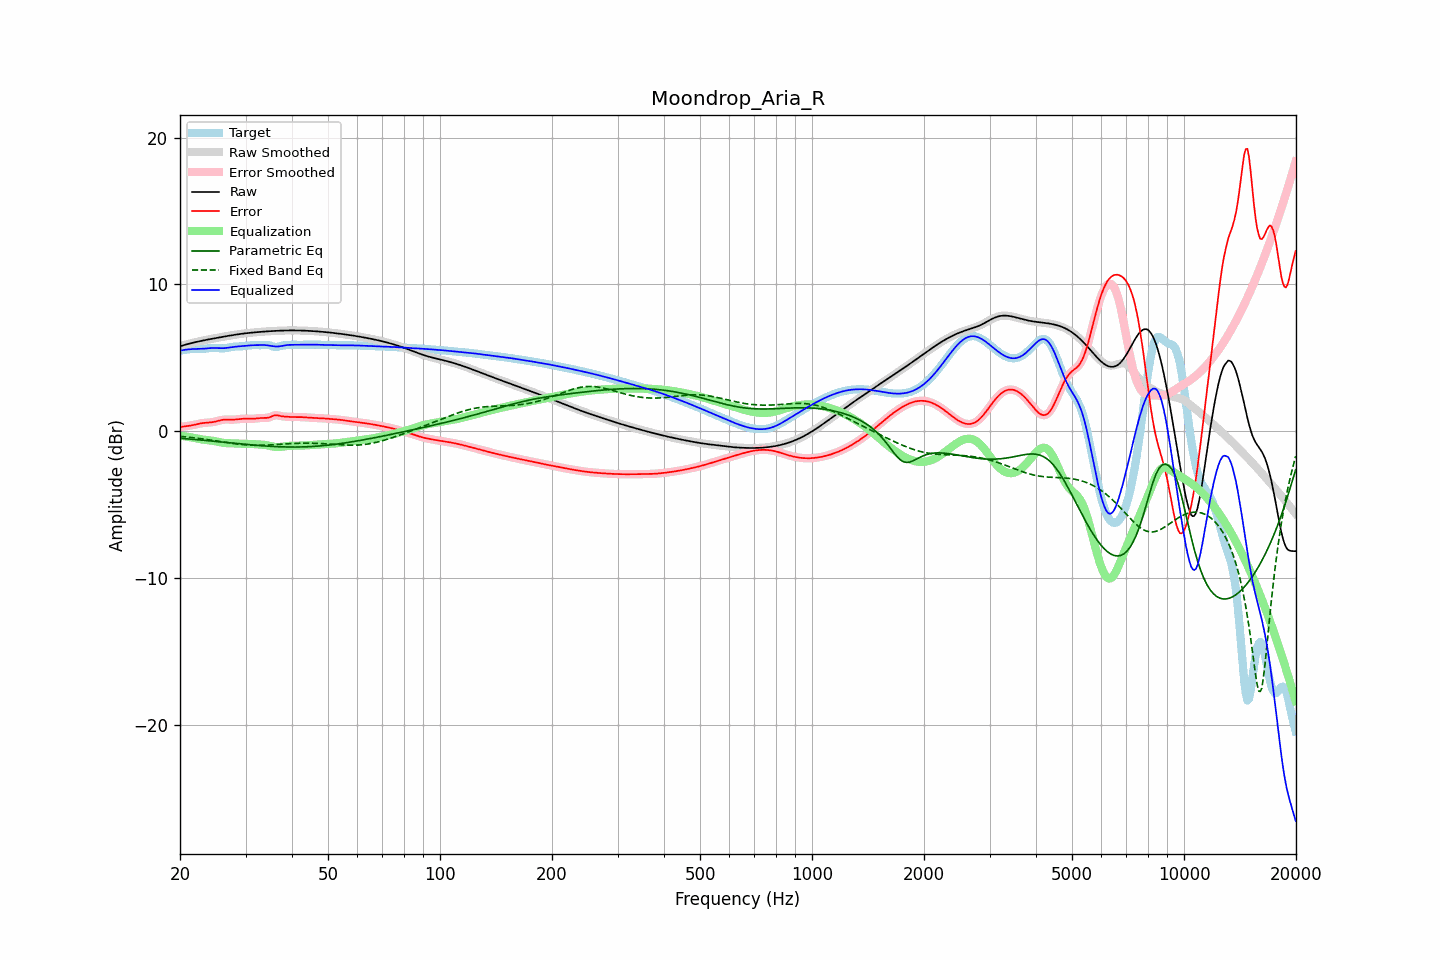 Moondrop_Aria_R
Target
Raw Smoothed
Error Smoothed
Raw
Error
Equalization
Parametric Eq
Fixed Band Eq
Equalized
20
10
0
−10
−20
Amplitude (dBr)
20
50
100
200
500
1000
2000
5000
10000
20000
Frequency (Hz)